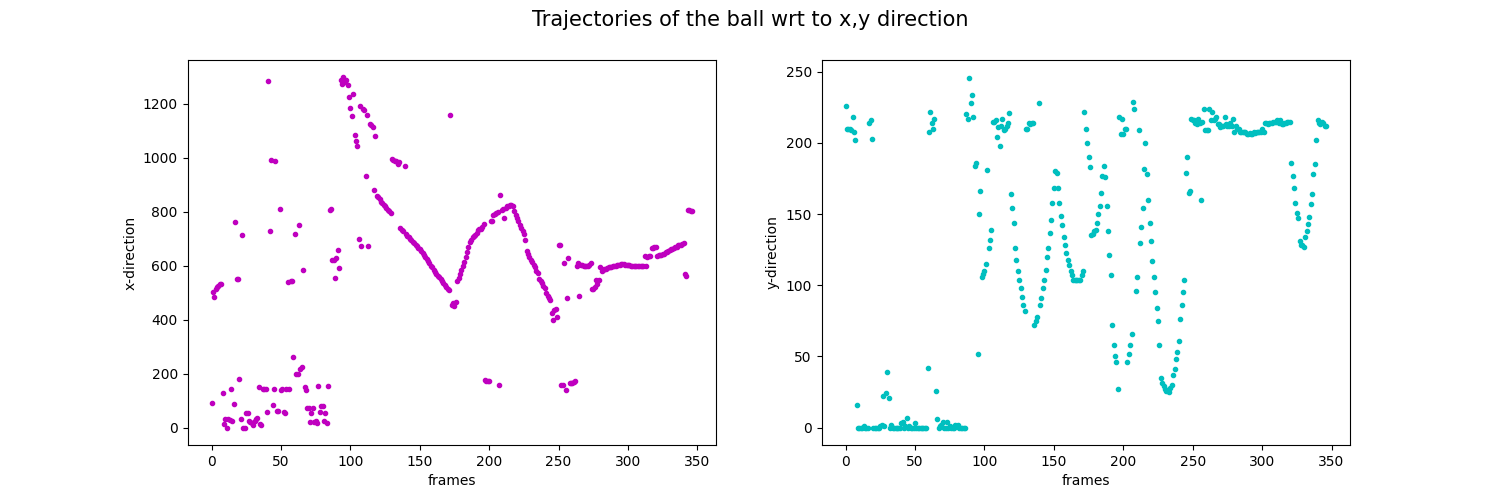 Trajectories of the ball wrt to x,y direction
x-direction
1200
1000
800
600
400
200
0
0 50 100 150 200 250 300 350
frames
y-direction
250
200
150
100
50
0
0 50 100 150 200 250 300 350
frames